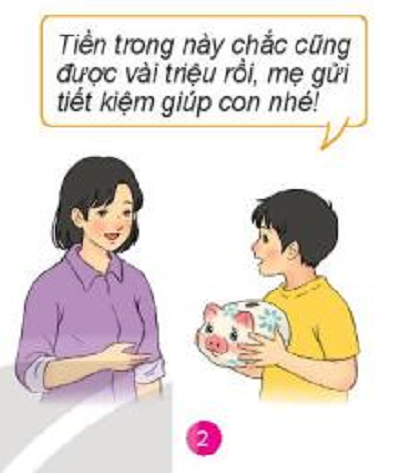 Tiền trong này chắc cũng
được vài triệu rồi, mẹ gửi
tiết kiệm giúp con nhé!
2